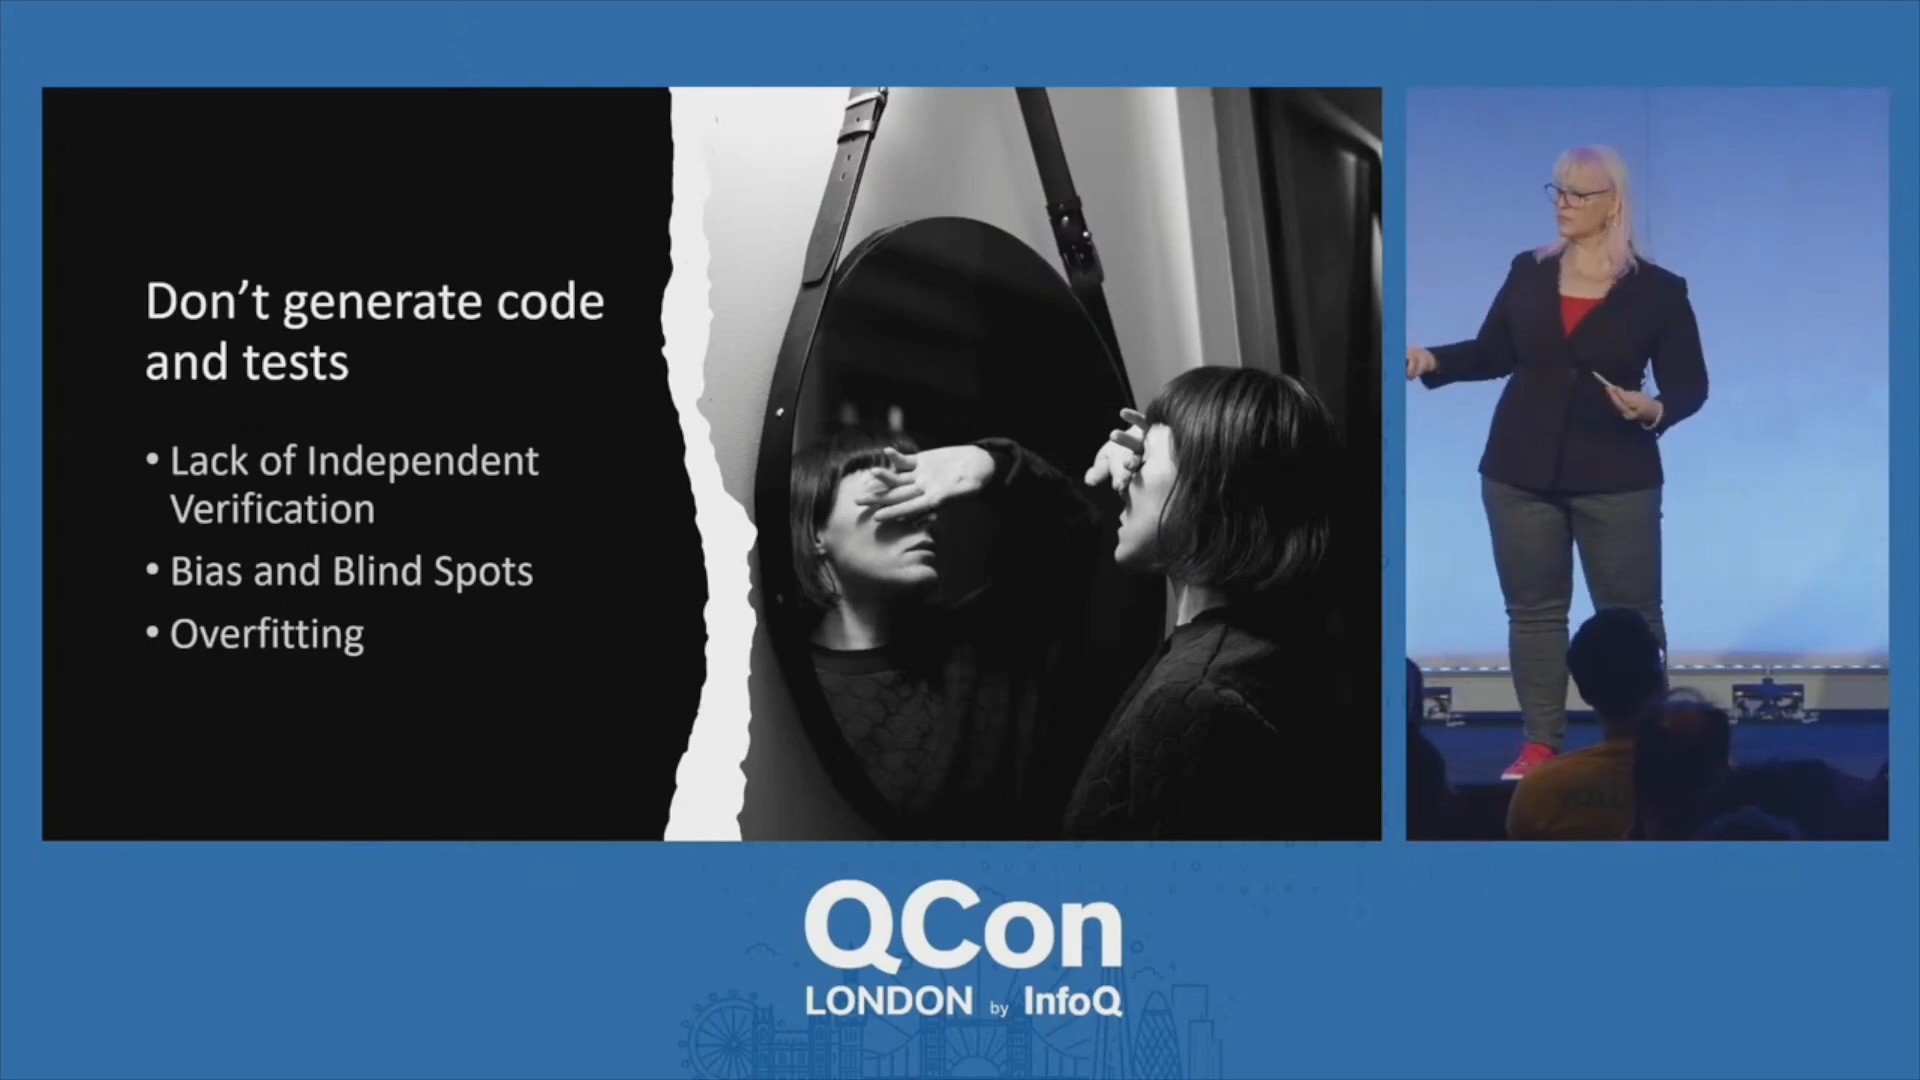 Don’t generate code
and tests
• Lack of Independent
Verification
• Bias and Blind Spots
• Overfitting
QCon
LONDON by InfoQ